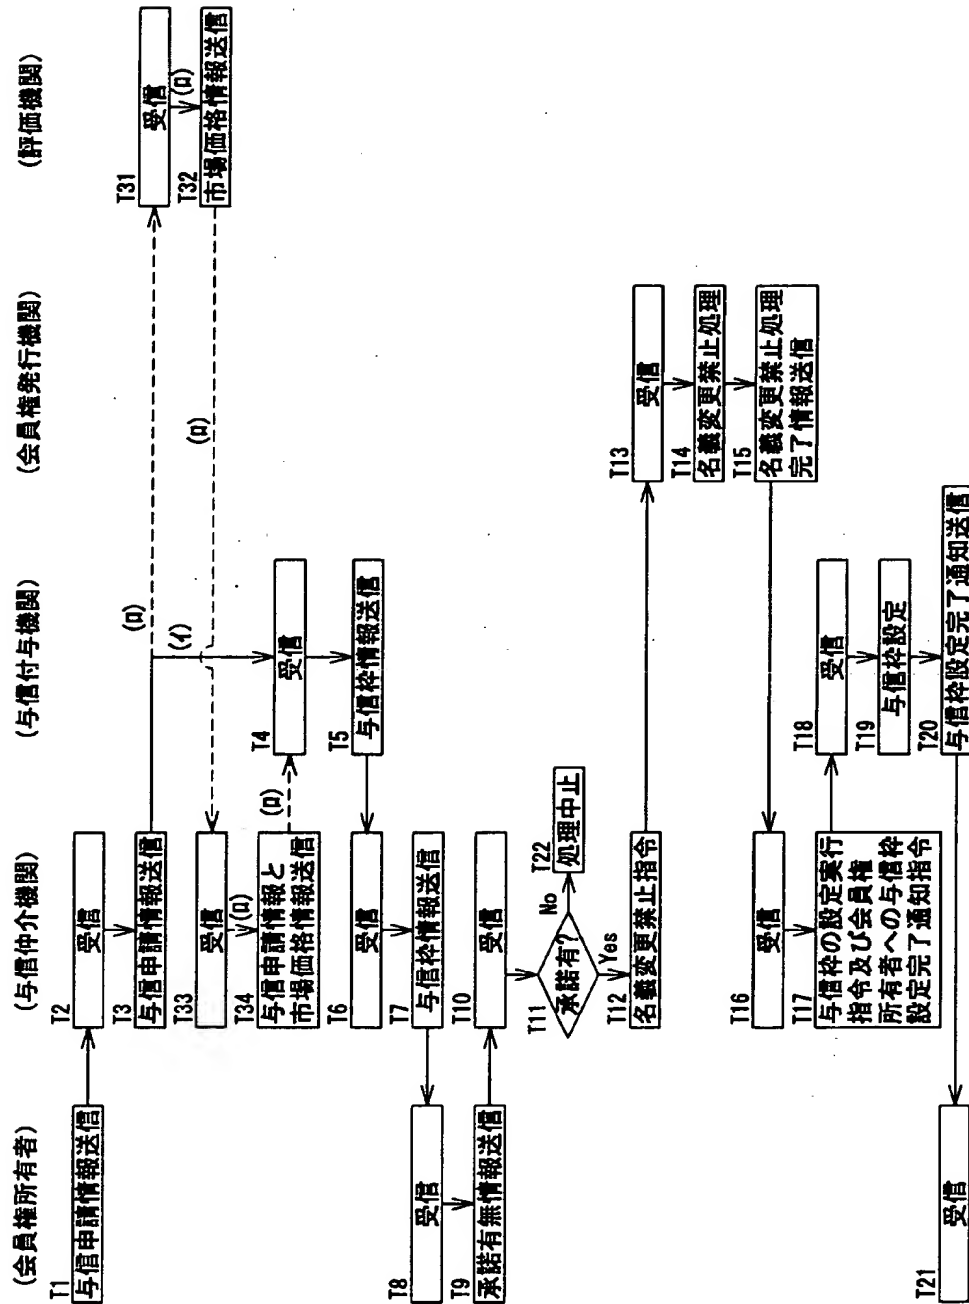 (会員権所有者)
(与信仲介機関)
(与信付与機関)
(会員権発行機関)
(評価機関)
T1
与信申請情報送信
T2
受信
T3
与信申請情報送信
(ロ)
(イ)
T31
受信
(ロ)
T32
市場価格情報送信
(ロ)
T33
受信
(ロ)
T34
与信申請情報と
市場価格情報送信
(ロ)
T4
受信
T5
与信枠情報送信
T6
受信
T7
与信枠情報送信
T8
受信
T9
承諾有無情報送信
T10
受信
T11
承諾有?
No
T22
処理中止
Yes
T12
名義変更禁止指令
T13
受信
T14
名義変更禁止処理
T15
名義変更禁止処理
完了情報送信
T16
受信
T17
与信枠の設定実行
指令及び会員権
所有者への与信枠
設定完了通知指令
T18
受信
T19
与信枠設定
T20
与信枠設定完了通知送信
T21
受信